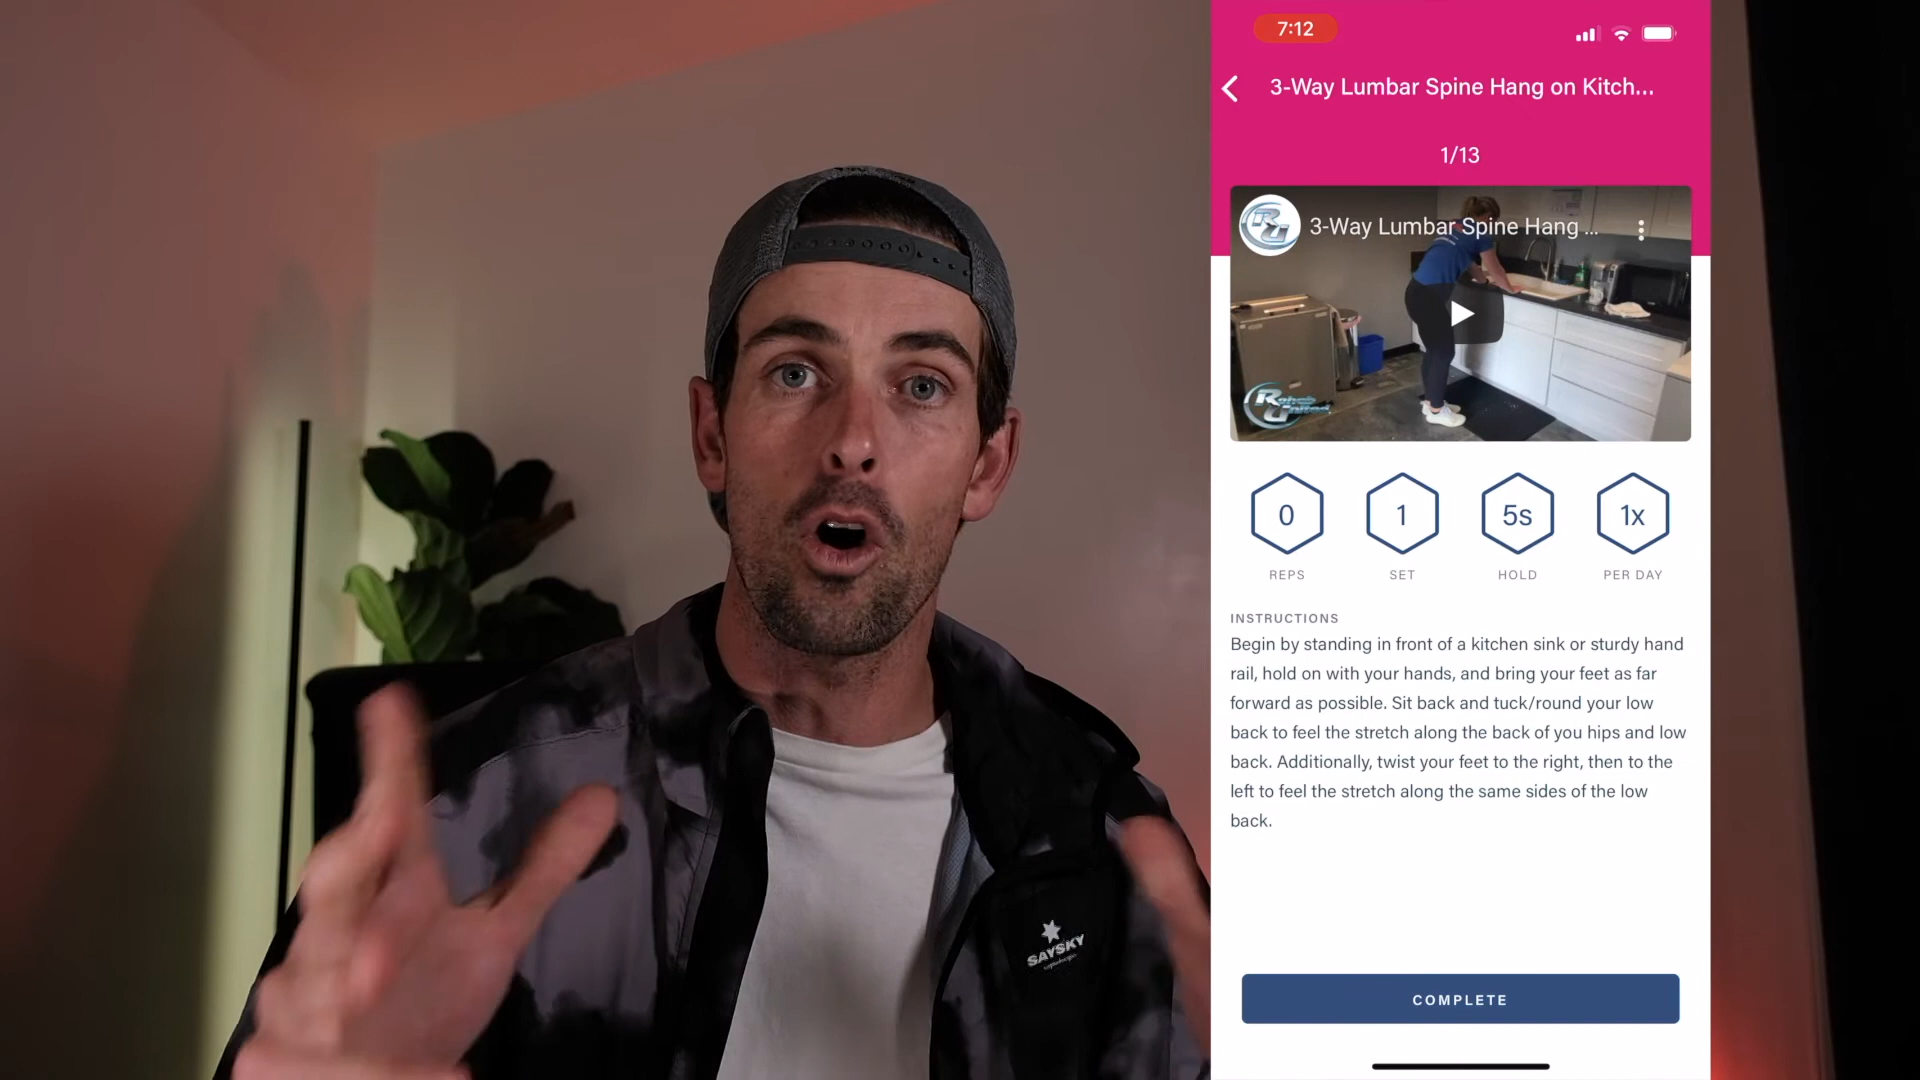 7:12
3-Way Lumbar Spine Hang on Kitch...
1/13
RU
3-Way Lumbar Spine Hang ...
Rehab
United
0
1
5s
1x
REPS
SET
HOLD
PER DAY
INSTRUCTIONS
Begin by standing in front of a kitchen sink or sturdy hand
rail, hold on with your hands, and bring your feet as far
forward as possible. Sit back and tuck/round your low
back to feel the stretch along the back of you hips and low
back. Additionally, twist your feet to the right, then to the
left to feel the stretch along the same sides of the low
back.
COMPLETE
SAYSKY